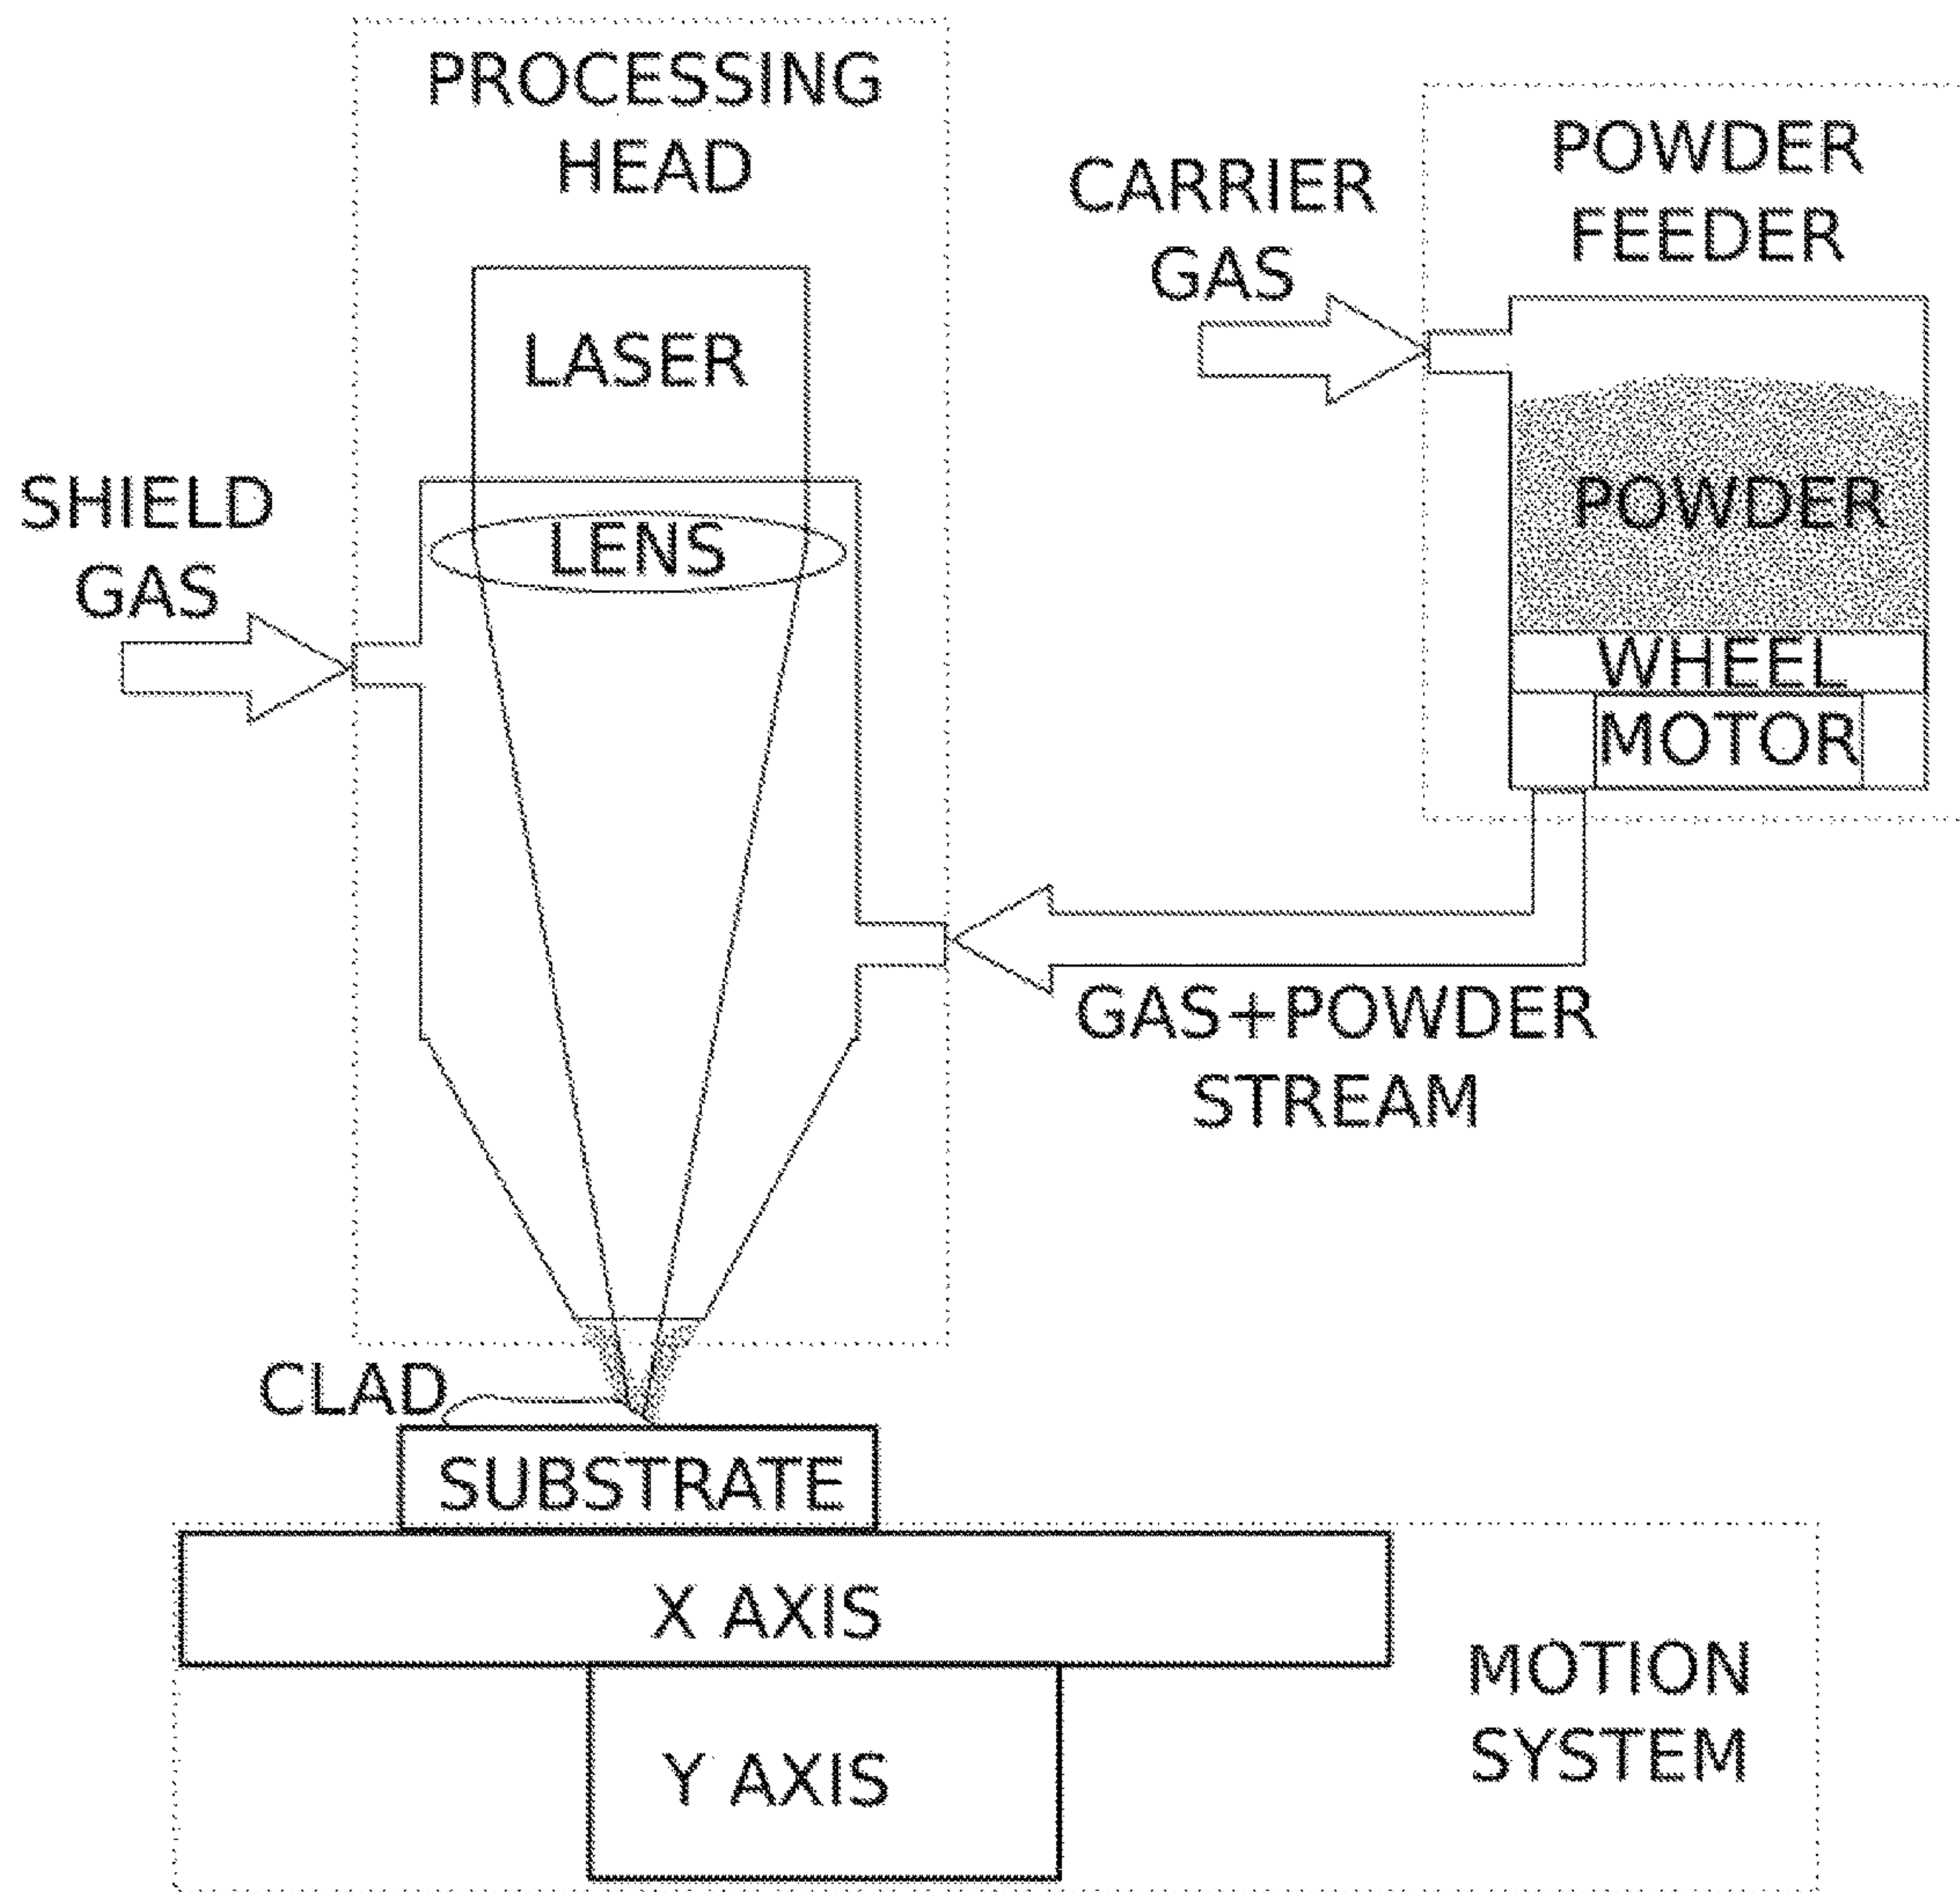 PROCESSING
HEAD
LASER
LENS
SHIELD
GAS
CARRIER
GAS
POWDER
FEEDER
POWDER
WHEEL
MOTOR
GAS+POWDER
STREAM
CLAD
SUBSTRATE
X AXIS
Y AXIS
MOTION
SYSTEM